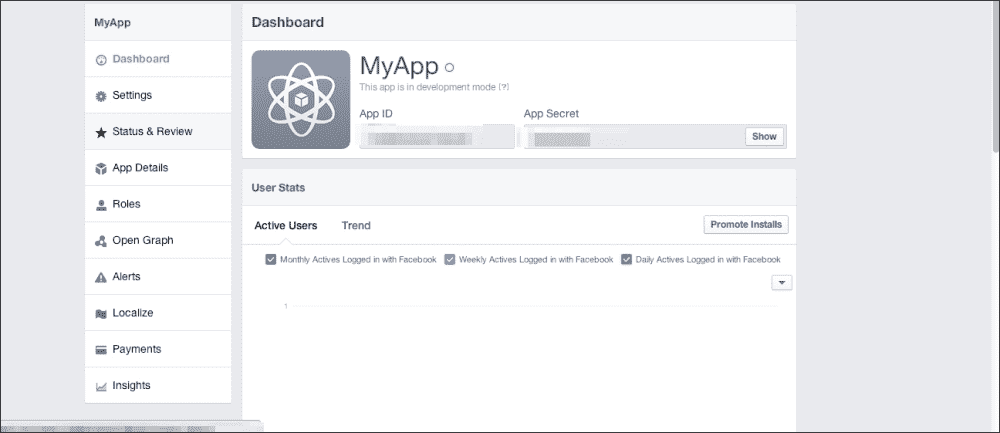 MyApp
Dashboard
Settings
Status & Review
App Details
Roles
Open Graph
Alerts
Localize
Payments
Insights
Dashboard
MyApp
This app is in development mode [?]
App ID App Secret
Show
User Stats
Active Users Trend Promote Installs
Monthly Actives Logged in with Facebook Weekly Actives Logged in with Facebook Daily Actives Logged in with Facebook
1